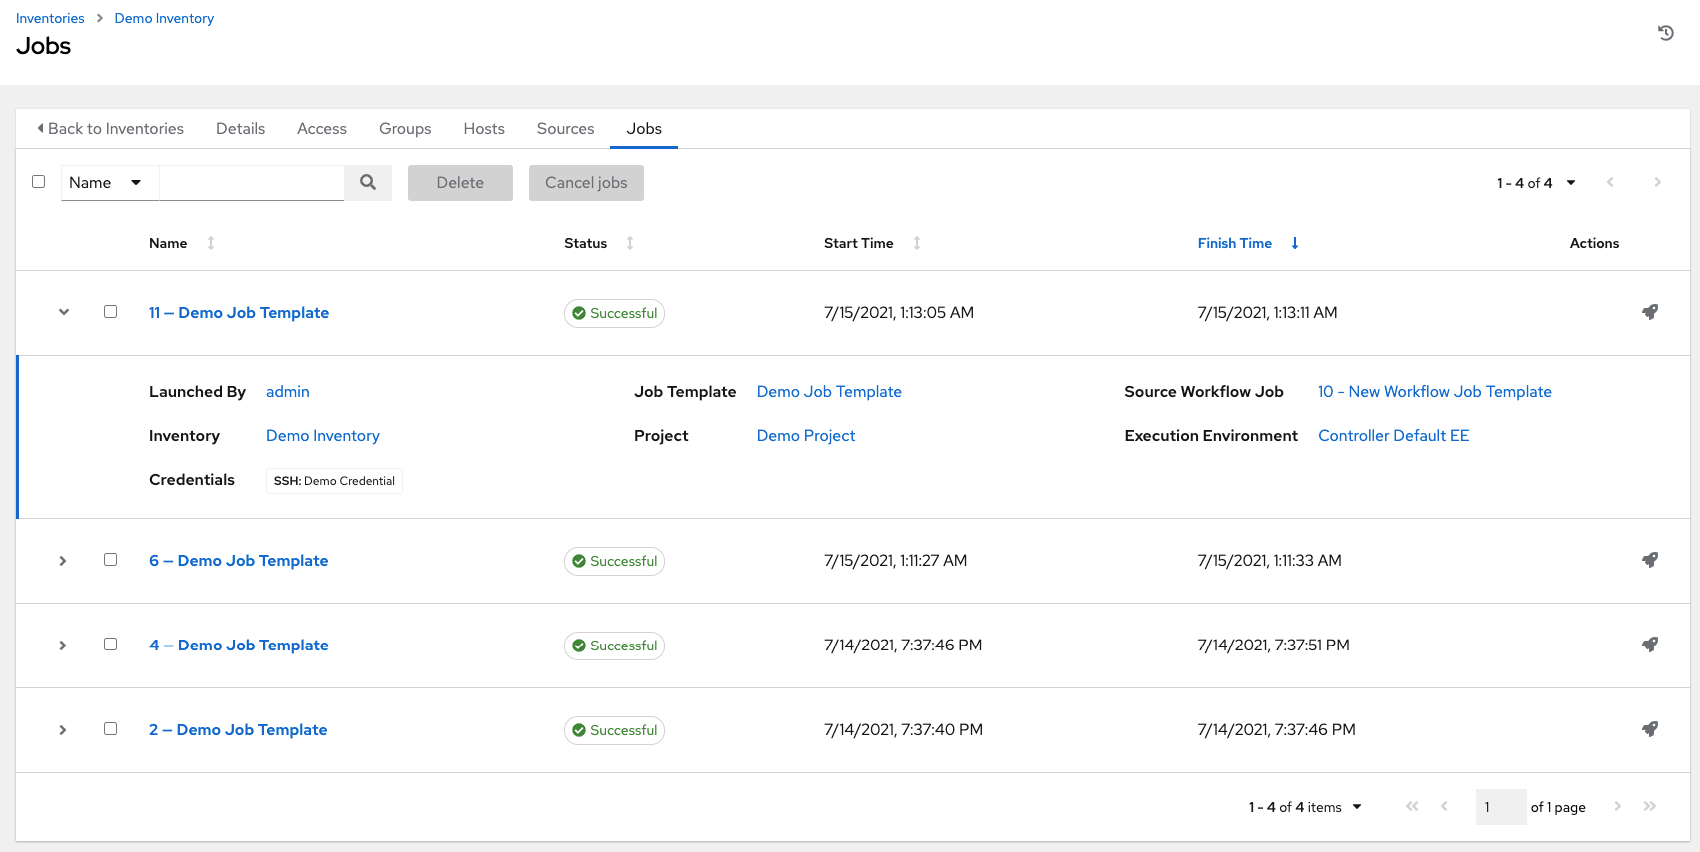 Inventories > Demo Inventory
Jobs
Back to Inventories Details Access Groups Hosts Sources Jobs
Name Delete Cancel jobs 1 - 4 of 4
Name Status Start Time Finish Time Actions
11 – Demo Job Template Successful 7/15/2021, 1:13:05 AM 7/15/2021, 1:13:11 AM
Launched By admin Job Template Demo Job Template Source Workflow Job 10 - New Workflow Job Template
Inventory Demo Inventory Project Demo Project Execution Environment Controller Default EE
Credentials SSH: Demo Credential
6 – Demo Job Template Successful 7/15/2021, 1:11:27 AM 7/15/2021, 1:11:33 AM
4 – Demo Job Template Successful 7/14/2021, 7:37:46 PM 7/14/2021, 7:37:51 PM
2 – Demo Job Template Successful 7/14/2021, 7:37:40 PM 7/14/2021, 7:37:46 PM
1 - 4 of 4 items 1 of 1 page